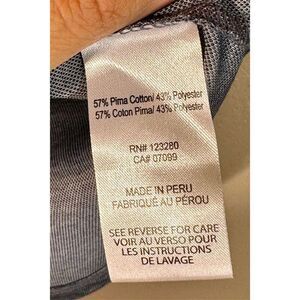 57% Pima Cotton/ 43% Polyester
57% Coton Pima/ 43% Polyester
RN# 123280
CA# 07099
MADE IN PERU
FABRIQUÉ AU PÉROU
SEE REVERSE FOR CARE
VOIR AU VERSO POUR
LES INSTRUCTIONS
DE LAVAGE